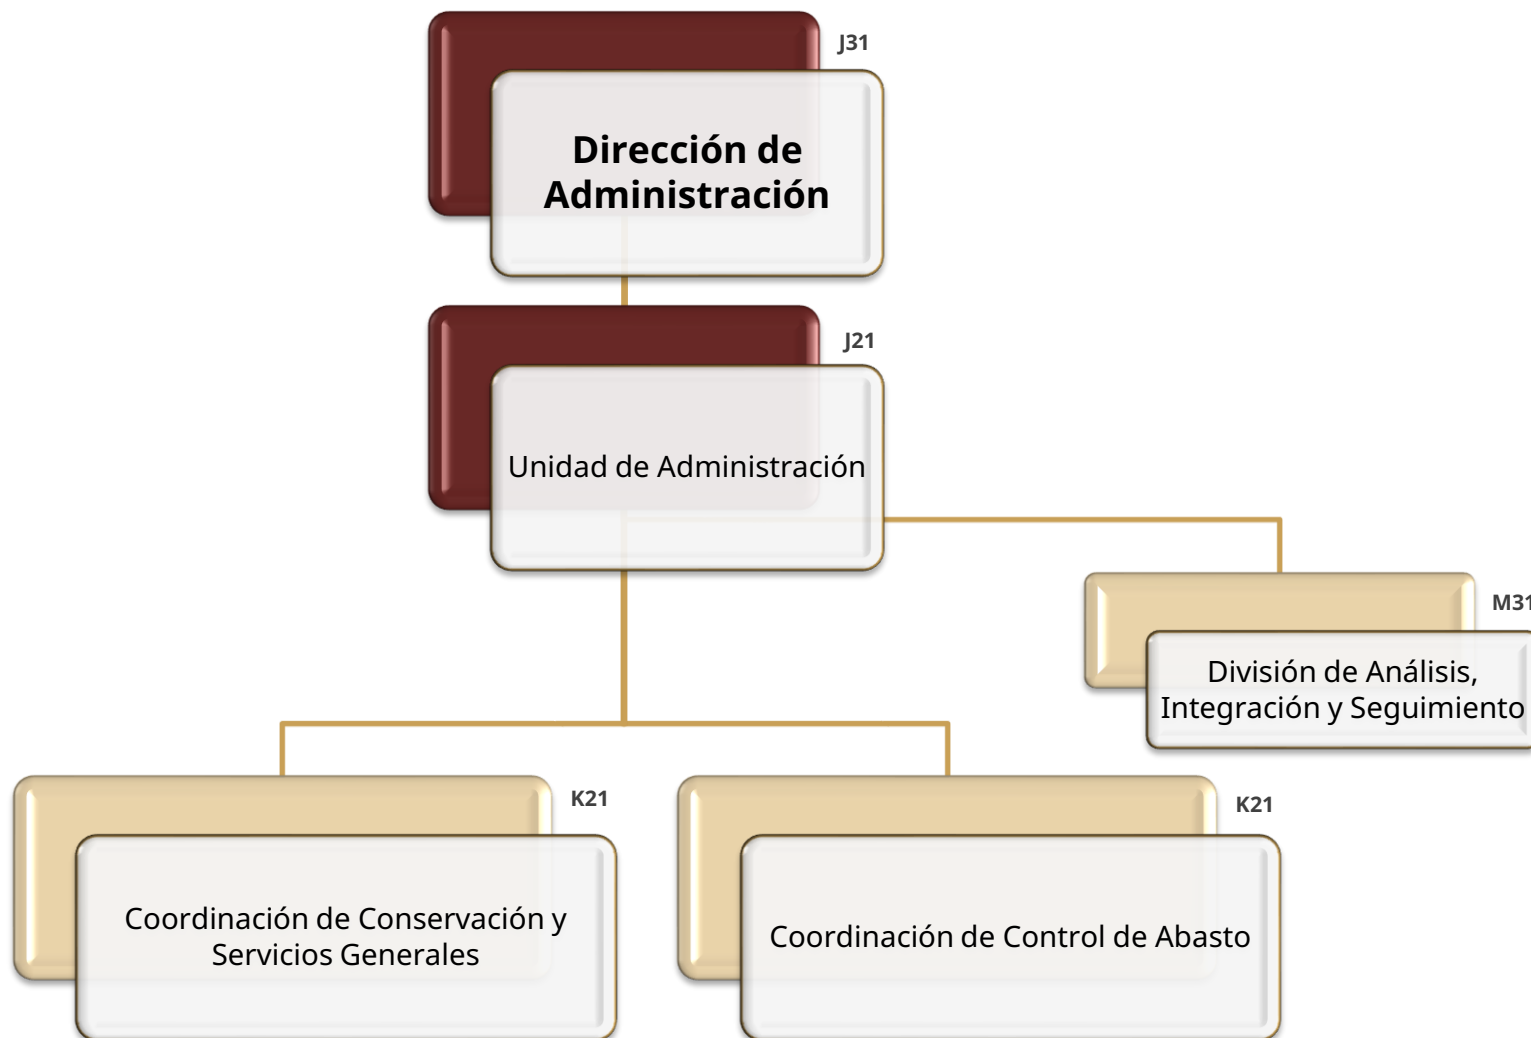 J31
Dirección de
Administración
J21
Unidad de Administración
M31
División de Análisis,
Integración y Seguimiento
K21
Coordinación de Conservación y
Servicios Generales
K21
Coordinación de Control de Abasto